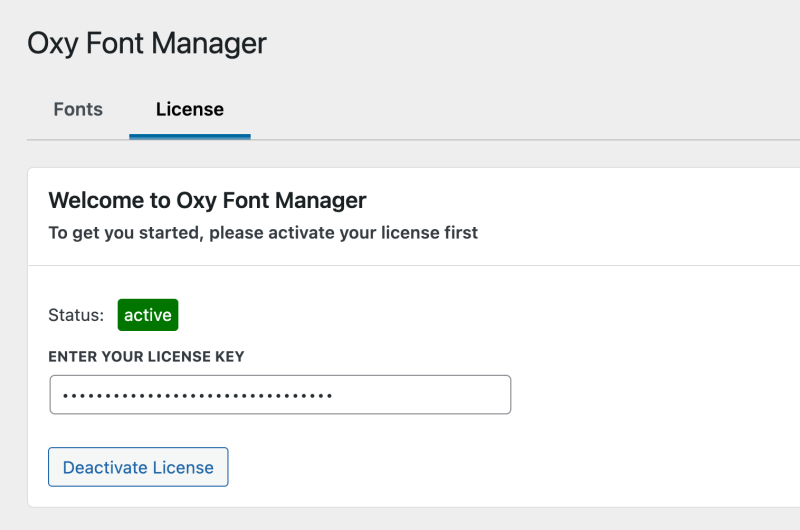 Oxy Font Manager
Fonts License
Welcome to Oxy Font Manager
To get you started, please activate your license first
Status: active
ENTER YOUR LICENSE KEY
••••••••••••••••••••••••••••••••
Deactivate License